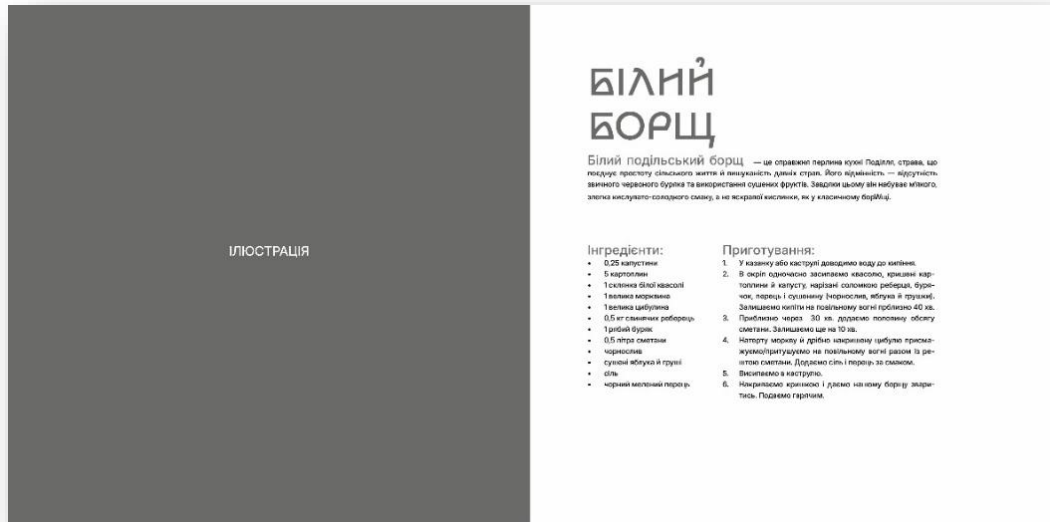 ІЛЮСТРАЦІЯ
БІЛИЙ
БОРЩ
Білий подільський борщ — це справжня перлина кухні Поділля, страва, що
поєднує простоту сільського життя й вишуканість давніх страв. Його відмінність — відсутність
звичного червоного буряка та використання сушених фруктів. Завдяки цьому він набуває м'якого,
злегка кислувато-солодкого смаку, а не яскравої кислинки, як у класичному
Інгредієнти:
• 0,25 капустини
• 5 картоплин
• 1 склянка білої квасолі
• 1 велика морквина
• 1 велика цибулина
• 0,5 кг свинячих реберець
• 1 рябий буряк
• 0,5 літра сметани
• чорнослив
• сушені яблука й груші
• сіль
• чорний мелений перець
Приготування:
1. У казанку або каструлі доводимо воду до кипіння.
2. В окріп одночасно засипаємо квасолю, кришені кар-
топлини й капусту, нарізані соломкою реберця, буря-
чок, перець і сушенину (чорнослив, яблука й грушки).
Залишаємо кипіти на повільному вогні прблизно 40 хв.
3. Приблизно через 30 хв. додаємо половину обсягу
сметани. Залишаємо ще на 10 хв.
4. Натерту моркву й дрібно накришену цибулю присма-
жуємо/притушуємо на повільному вогні разом із ре-
штою сметани. Додаємо сіль і перець за смаком.
5. Висипаємо в каструлю.
6. Накриваємо кришкою і даємо нашому борщу звари-
тись. Подаємо гарячим.